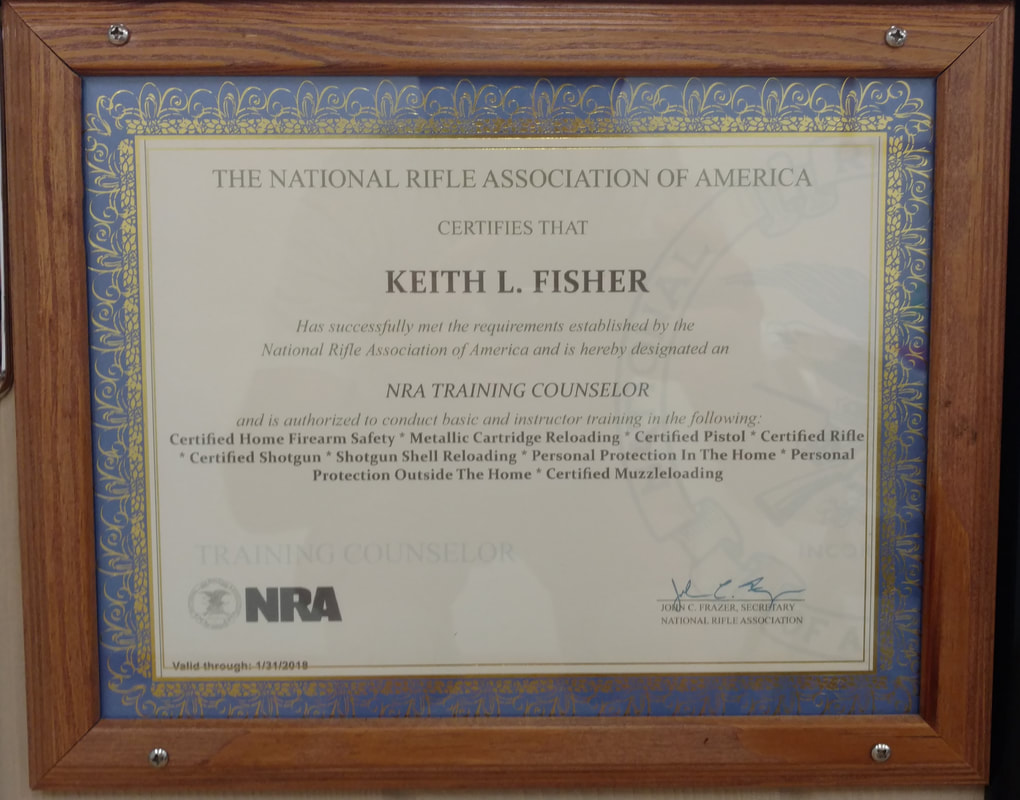 THE NATIONAL RIFLE ASSOCIATION OF AMERICA
CERTIFIES THAT
KEITH L. FISHER
Has successfully met the requirements established by the
National Rifle Association of America and is hereby designated an
NRA TRAINING COUNSELOR
and is authorized to conduct basic and instructor training in the following:
Certified Home Firearm Safety * Metallic Cartridge Reloading * Certified Pistol * Certified Rifle
* Certified Shotgun * Shotgun Shell Reloading * Personal Protection In The Home * Personal
Protection Outside The Home * Certified Muzzleloading
TRAINING COUNSELOR
NRA
JOHN C. FRAZER, SECRETARY
NATIONAL RIFLE ASSOCIATION
Valid through: 1/31/2018